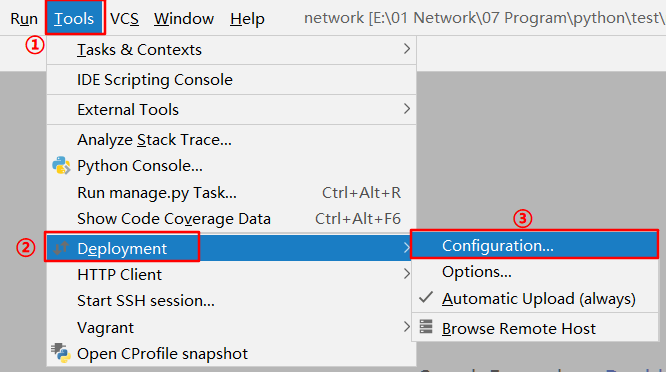 Run Tools VCS Window Help network [E:\01 Network\07 Program\python\test\
①
Tasks & Contexts
IDE Scripting Console
External Tools
Analyze Stack Trace...
Python Console...
Run manage.py Task... Ctrl+Alt+R
Show Code Coverage Data Ctrl+Alt+F6
③
② Deployment Configuration...
HTTP Client Options...
Start SSH session... Automatic Upload (always)
Vagrant Browse Remote Host
Open CProfile snapshot